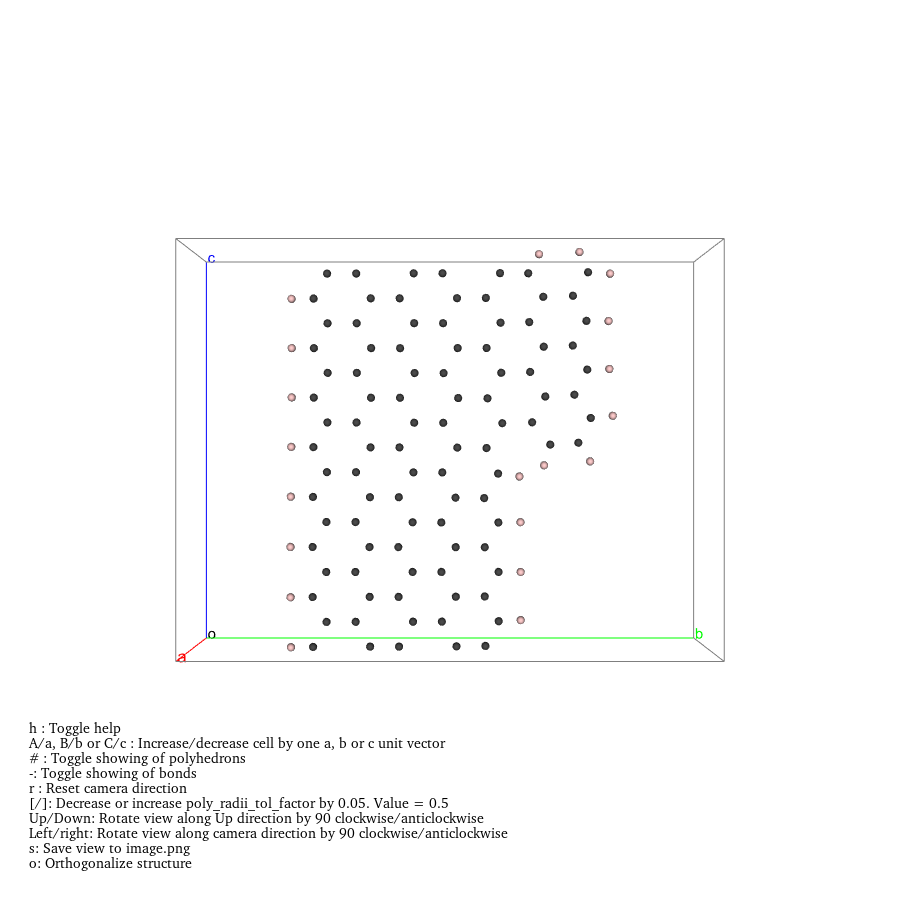 c
o
b
a
h : Toggle help
A/a, B/b or C/c : Increase/decrease cell by one a, b or c unit vector
# : Toggle showing of polyhedrons
-: Toggle showing of bonds
r : Reset camera direction
[/]: Decrease or increase poly_radii_tol_factor by 0.05. Value = 0.5
Up/Down: Rotate view along Up direction by 90 clockwise/anticlockwise
Left/right: Rotate view along camera direction by 90 clockwise/anticlockwise
s: Save view to image.png
o: Orthogonalize structure